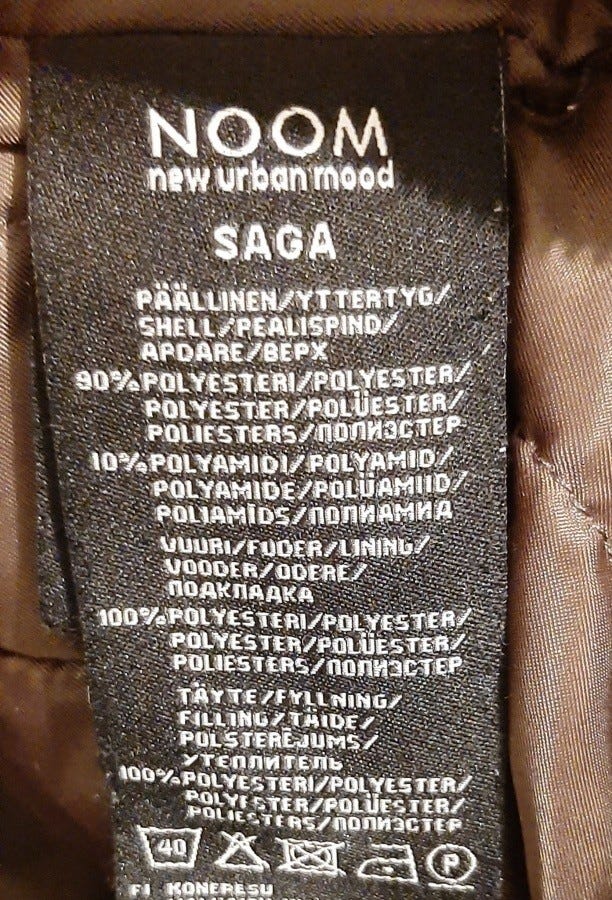 NOOM
new urban mood
SAGA
PÄÄLLINEN/YTTERTYG/
SHELL/PEALISPIND/
APDARE/ВЕРХ
90%POLYESTERI/POLYESTER/
POLYESTER/POLÜESTER/
POLIESTERS/ПОЛИЭСТЕР
10%POLYAMIDI/POLYAMID/
POLYAMIDE/POLÜAMIID/
POLIAMIDS/ПОЛИАМИД
VUORI/FODER/LINING/
VOODER/ODERE/
ПОДКЛАДКА
100%POLYESTERI/POLYESTER/
POLYESTER/POLÜESTER/
POLIESTERS/ПОЛИЭСТЕР
TÄYTE/FYLLNING/
FILLING/TÄIDE/
POLSTERĒJUMS/
УТЕПЛИТЕЛЬ
100%POLYESTERI/POLYESTER/
POLYESTER/POLÜESTER/
POLIESTERS/ПОЛИЭСТЕР
40 P
FI KONEPESU